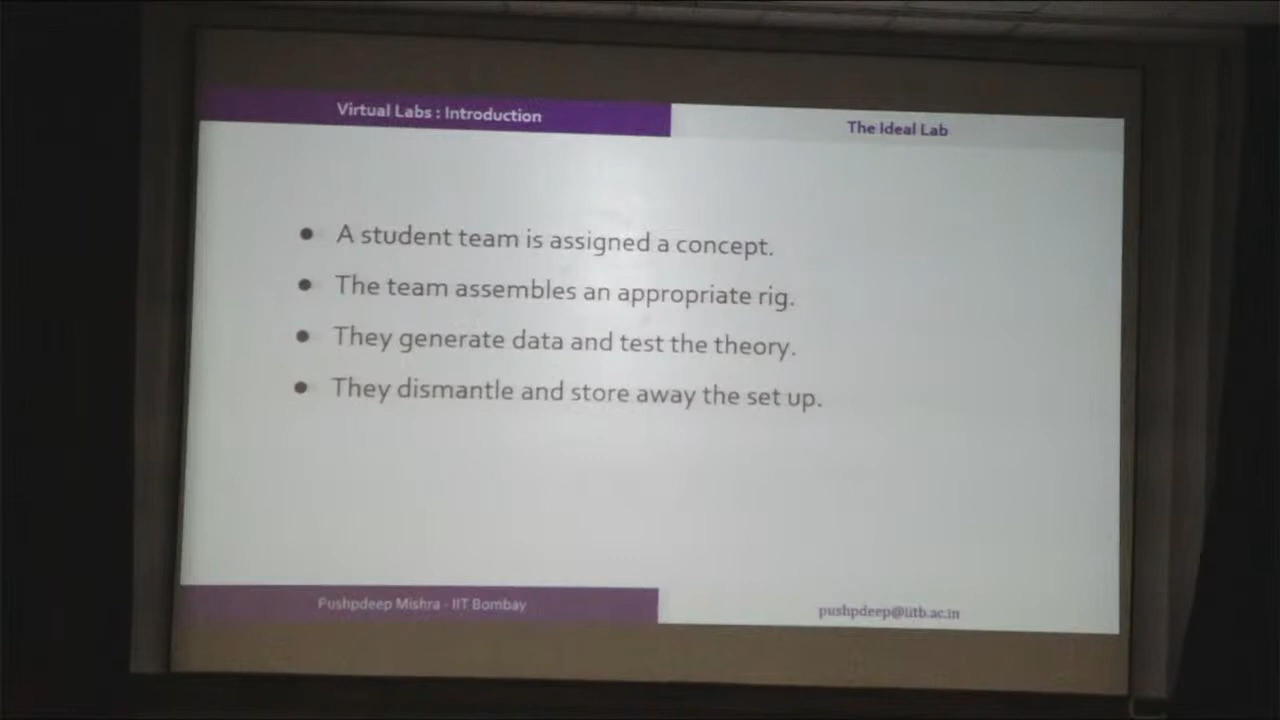 Virtual Labs : Introduction
The Ideal Lab
● A student team is assigned a concept.
● The team assembles an appropriate rig.
● They generate data and test the theory.
● They dismantle and store away the set up.
Pushpdeep Mishra - IIT Bombay
pushpdeep@iitb.ac.in